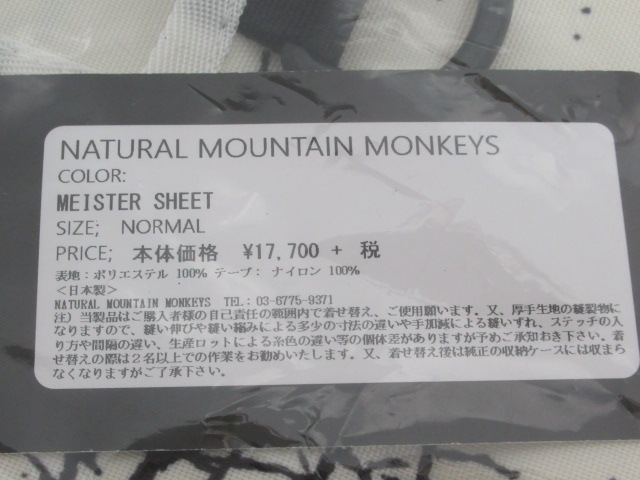 NATURAL MOUNTAIN MONKEYS
COLOR:
MEISTER SHEET
SIZE; NORMAL
PRICE; 本体価格 ¥17,700 + 税
表地：ポリエステル 100% テープ： ナイロン 100%
＜日本製＞
NATURAL MOUNTAIN MONKEYS TEL：03-6775-9371
注）当製品はご購入者様の自己責任の範囲内で着せ替え、ご使用願います。又、厚手生地の縫製物に
なりますので、縫い伸びや縫い縮みによる多少の寸法の違いや手加減による縫いずれ、ステッチの入
り方や間隔の違い、生産ロットによる糸色の違い等の個体差がありますが予めご承知おき下さい。着
せ替えの際は２名以上での作業をお勧めいたします。又、着せ替え後は純正の収納ケースには収まら
なくなりますがご了承下さい。